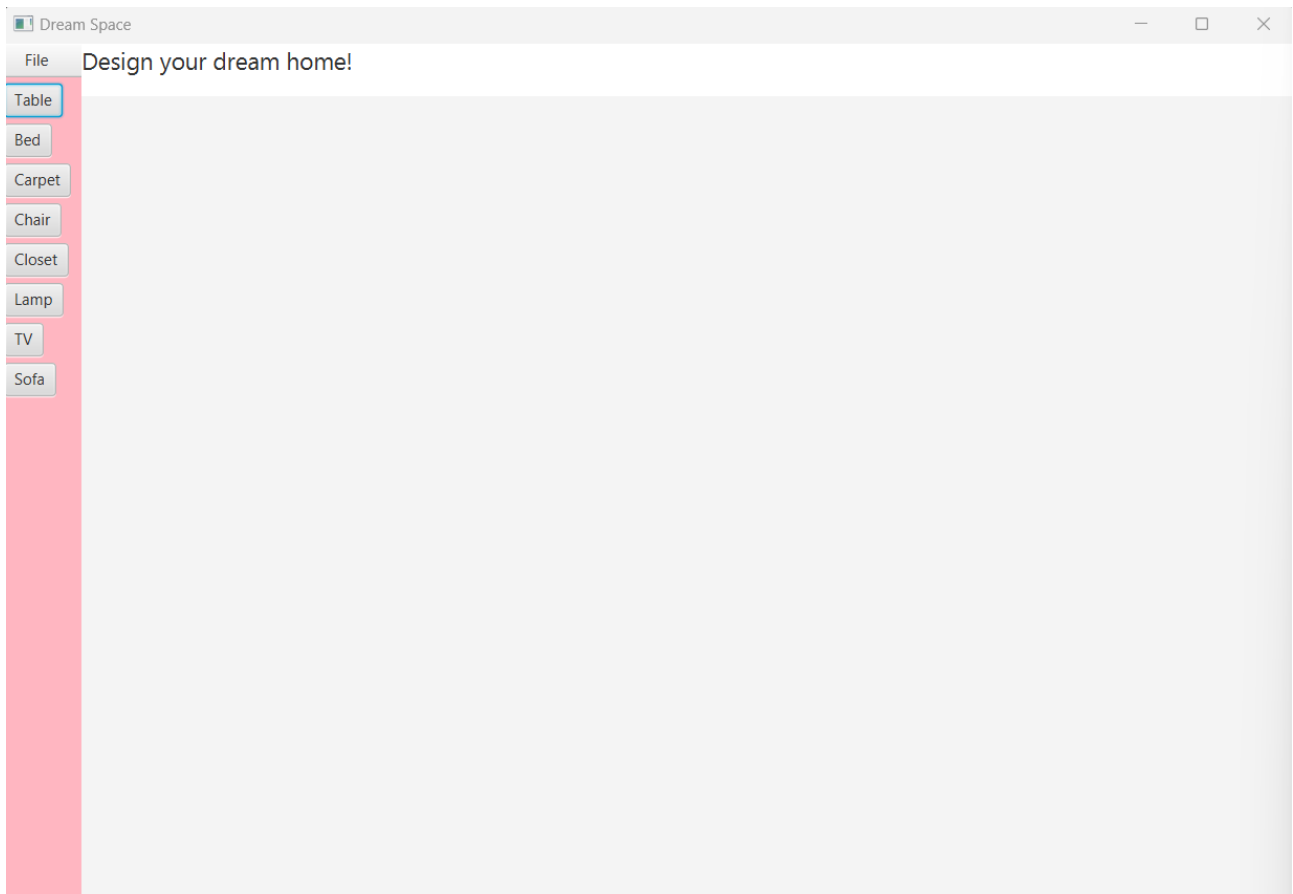 Dream Space
File
Design your dream home!
Table
Bed
Carpet
Chair
Closet
Lamp
TV
Sofa